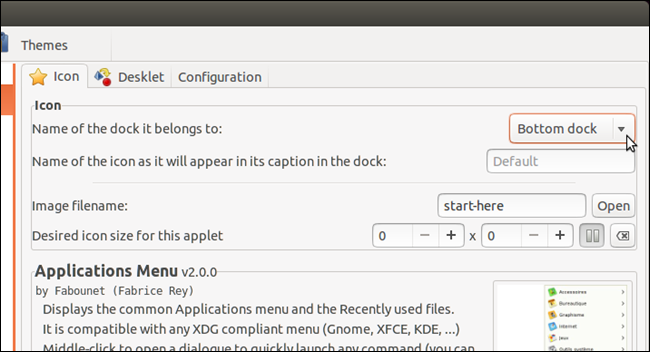 Themes
Icon Desklet Configuration
Icon
Name of the dock it belongs to: Bottom dock
Name of the icon as it will appear in its caption in the dock: Default
Image filename: start-here Open
Desired icon size for this applet 0 − + x 0 − +
Applications Menu v2.0.0
by Fabounet (Fabrice Rey)
Displays the common Applications menu and the Recently used files.
It is compatible with any XDG compliant menu (Gnome, XFCE, KDE, ...)
Middle-click to open a dialogue to quickly launch any command (you can
Accessoires
Bureautique
Graphisme
Internet
Jeux
Outils système